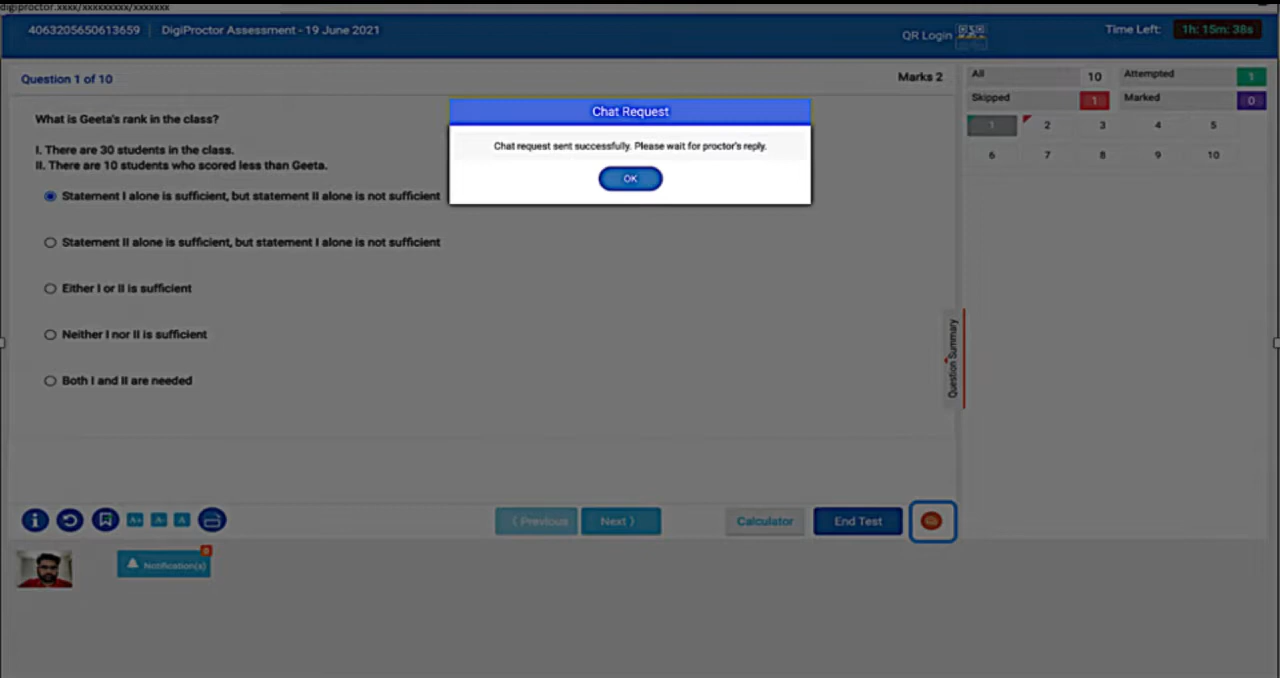 digiproctor.xxxx/xxxxxxxxx/xxxxxxx
4063205650613659 | DigiProctor Assessment - 19 June 2021
QR Login
Time Left: 1h: 15m: 38s
Question 1 of 10
Marks 2
What is Geeta's rank in the class?
I. There are 30 students in the class.
II. There are 10 students who scored less than Geeta.
Statement I alone is sufficient, but statement II alone is not sufficient
Statement II alone is sufficient, but statement I alone is not sufficient
Either I or II is sufficient
Neither I nor II is sufficient
Both I and II are needed
Chat Request
Chat request sent successfully. Please wait for proctor's reply.
OK
All 10 Attempted 1
Skipped 1 Marked 0
1 2 3 4 5
6 7 8 9 10
Question Summary
A+ A- A
⟨ Previous
Next ⟩
Calculator
End Test
Notification(s)